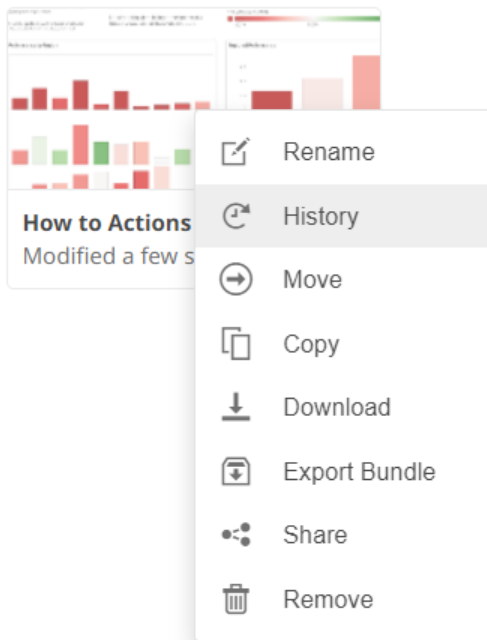 How to Actions
Modified a few s
Rename
History
Move
Copy
Download
Export Bundle
Share
Remove